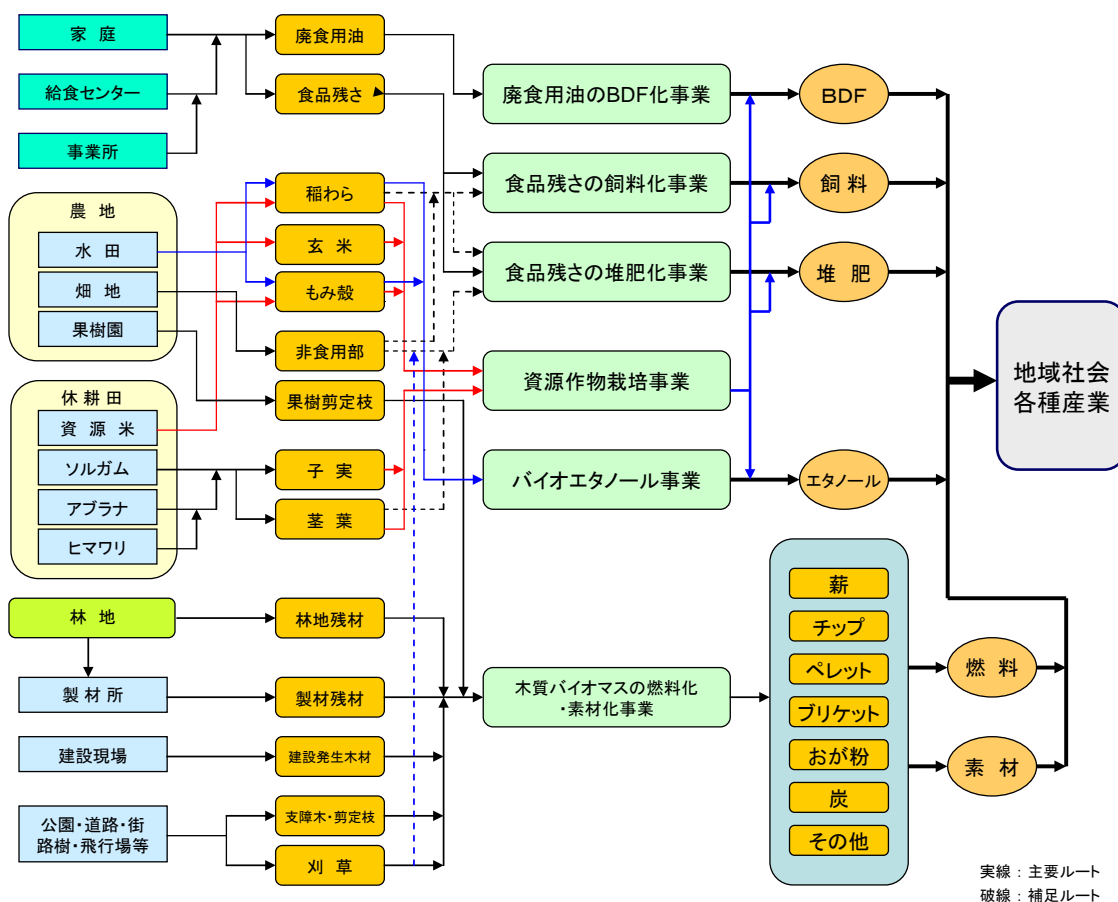 家 庭
給食センター
事業所
農 地
水 田
畑 地
果樹園
休 耕 田
資 源 米
ソルガム
アブラナ
ヒマワリ
林 地
製 材 所
建設現場
公園・道路・街
路樹・飛行場等
廃食用油
食品残さ
稲わら
玄 米
もみ殻
非食用部
果樹剪定枝
子 実
茎 葉
林地残材
製材残材
建設発生木材
支障木・剪定枝
刈 草
廃食用油のBDF化事業
食品残さの飼料化事業
食品残さの堆肥化事業
資源作物栽培事業
バイオエタノール事業
木質バイオマスの燃料化
・素材化事業
薪
チップ
ペレット
ブリケット
おが粉
炭
その他
BDF
飼 料
堆 肥
エタノール
燃 料
素 材
地域社会
各種産業
実線 : 主要ルート
破線 : 補足ルート